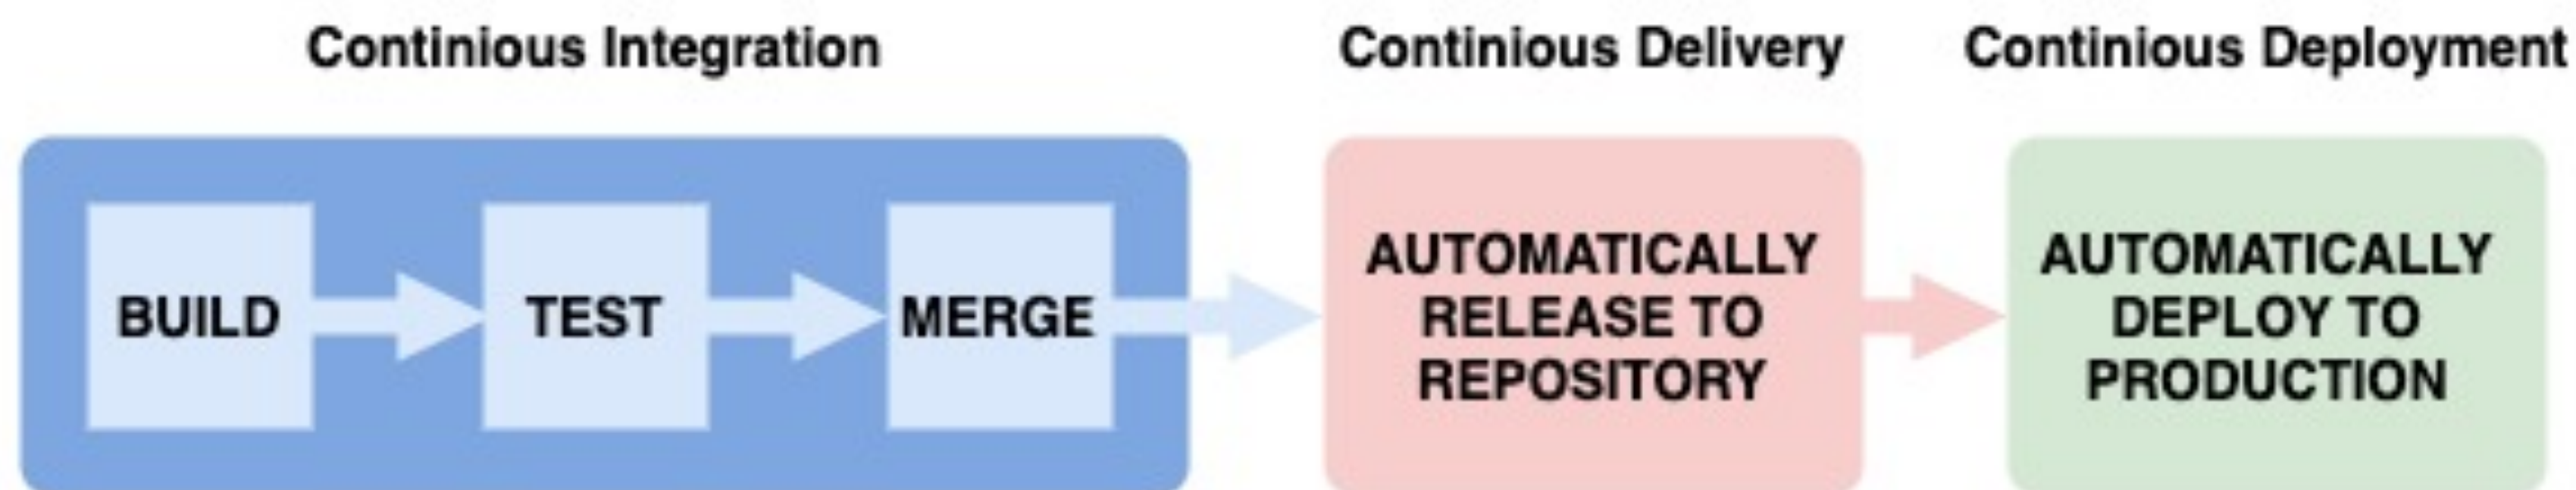 Continious Integration
Continious Delivery
Continious Deployment
BUILD
TEST
MERGE
AUTOMATICALLY
RELEASE TO
REPOSITORY
AUTOMATICALLY
DEPLOY TO
PRODUCTION